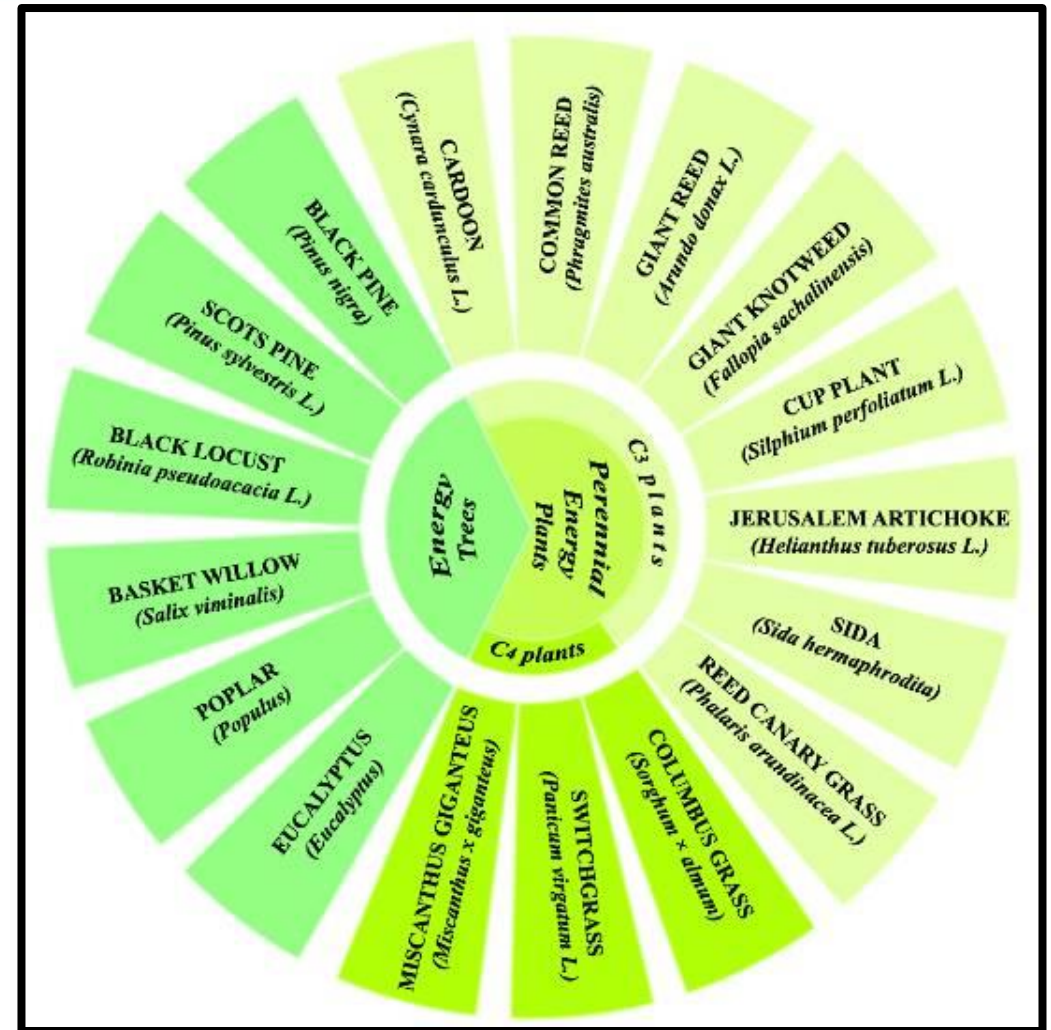 CARDOON
(Cynara cardunculus L.)
COMMON REED
(Phragmites australis)
GIANT REED
(Arundo donax L.)
GIANT KNOTWEED
(Fallopia sachalinensis)
CUP PLANT
(Silphium perfoliatum L.)
JERUSALEM ARTICHOKE
(Helianthus tuberosus L.)
SIDA
(Sida hermaphrodita)
REED CANARY GRASS
(Phalaris arundinacea L.)
COLUMBUS GRASS
(Sorghum × almum)
SWITCHGRASS
(Panicum virgatum L.)
MISCANTHUS GIGANTEUS
(Miscanthus x giganteus)
EUCALYPTUS
(Eucalyptus)
POPLAR
(Populus)
BASKET WILLOW
(Salix viminalis)
BLACK LOCUST
(Robinia pseudoacacia L.)
SCOTS PINE
(Pinus sylvestris L.)
BLACK PINE
(Pinus nigra)
Energy
Trees
Perennial
Energy
Plants
C3 plants
C4 plants